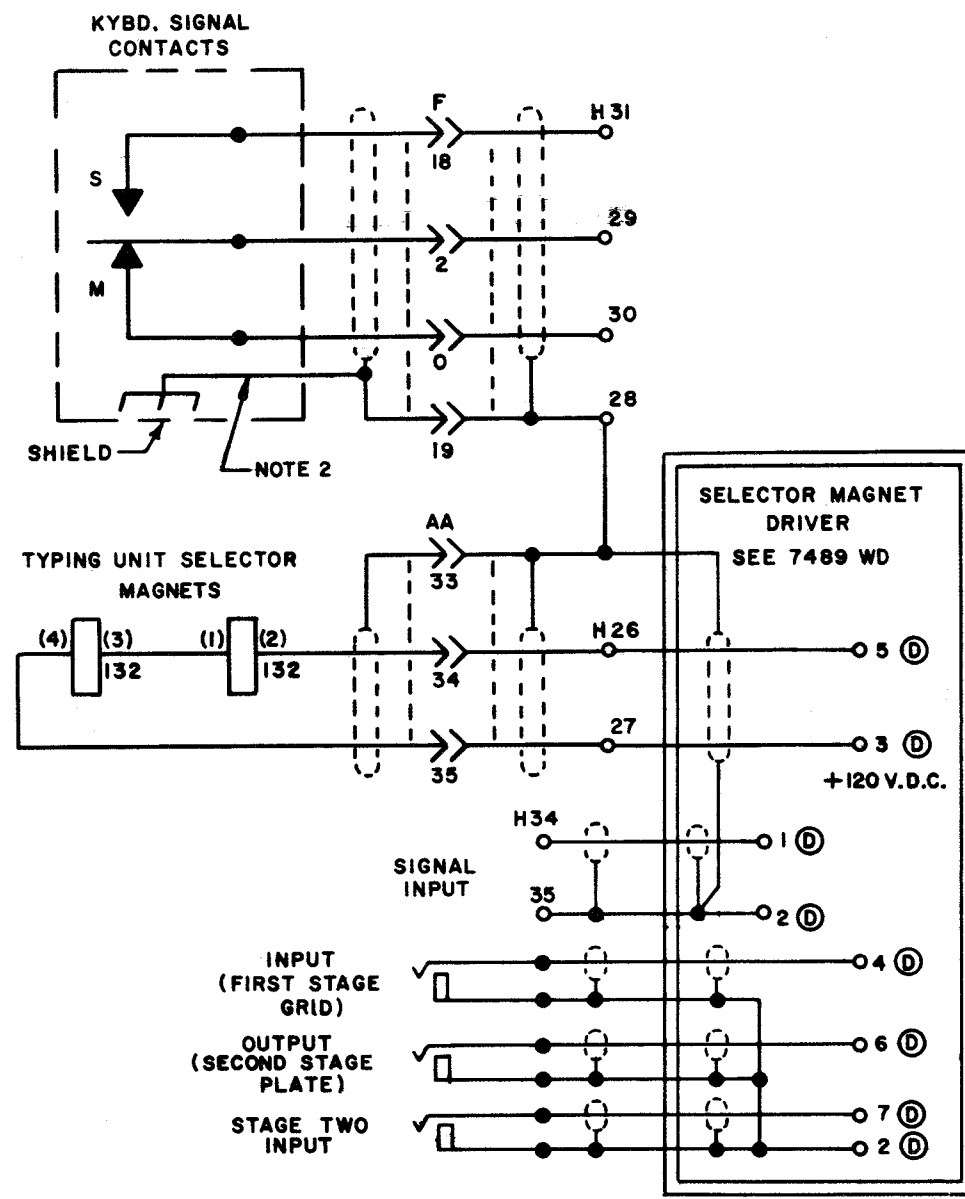 KYBD. SIGNAL
CONTACTS
F
H 31
18
S
29
2
M
30
0
28
SHIELD
NOTE 2
19
SELECTOR MAGNET
DRIVER
SEE 7489 WD
AA
33
TYPING UNIT SELECTOR
MAGNETS
(4) (3) (1) (2)
132 132
34
H26
5 D
27
3 D
35
+120 V.D.C.
H34
1 D
SIGNAL
INPUT
35
2 D
INPUT
(FIRST STAGE
GRID)
4 D
OUTPUT
(SECOND STAGE
PLATE)
6 D
STAGE TWO
INPUT
7 D
2 D